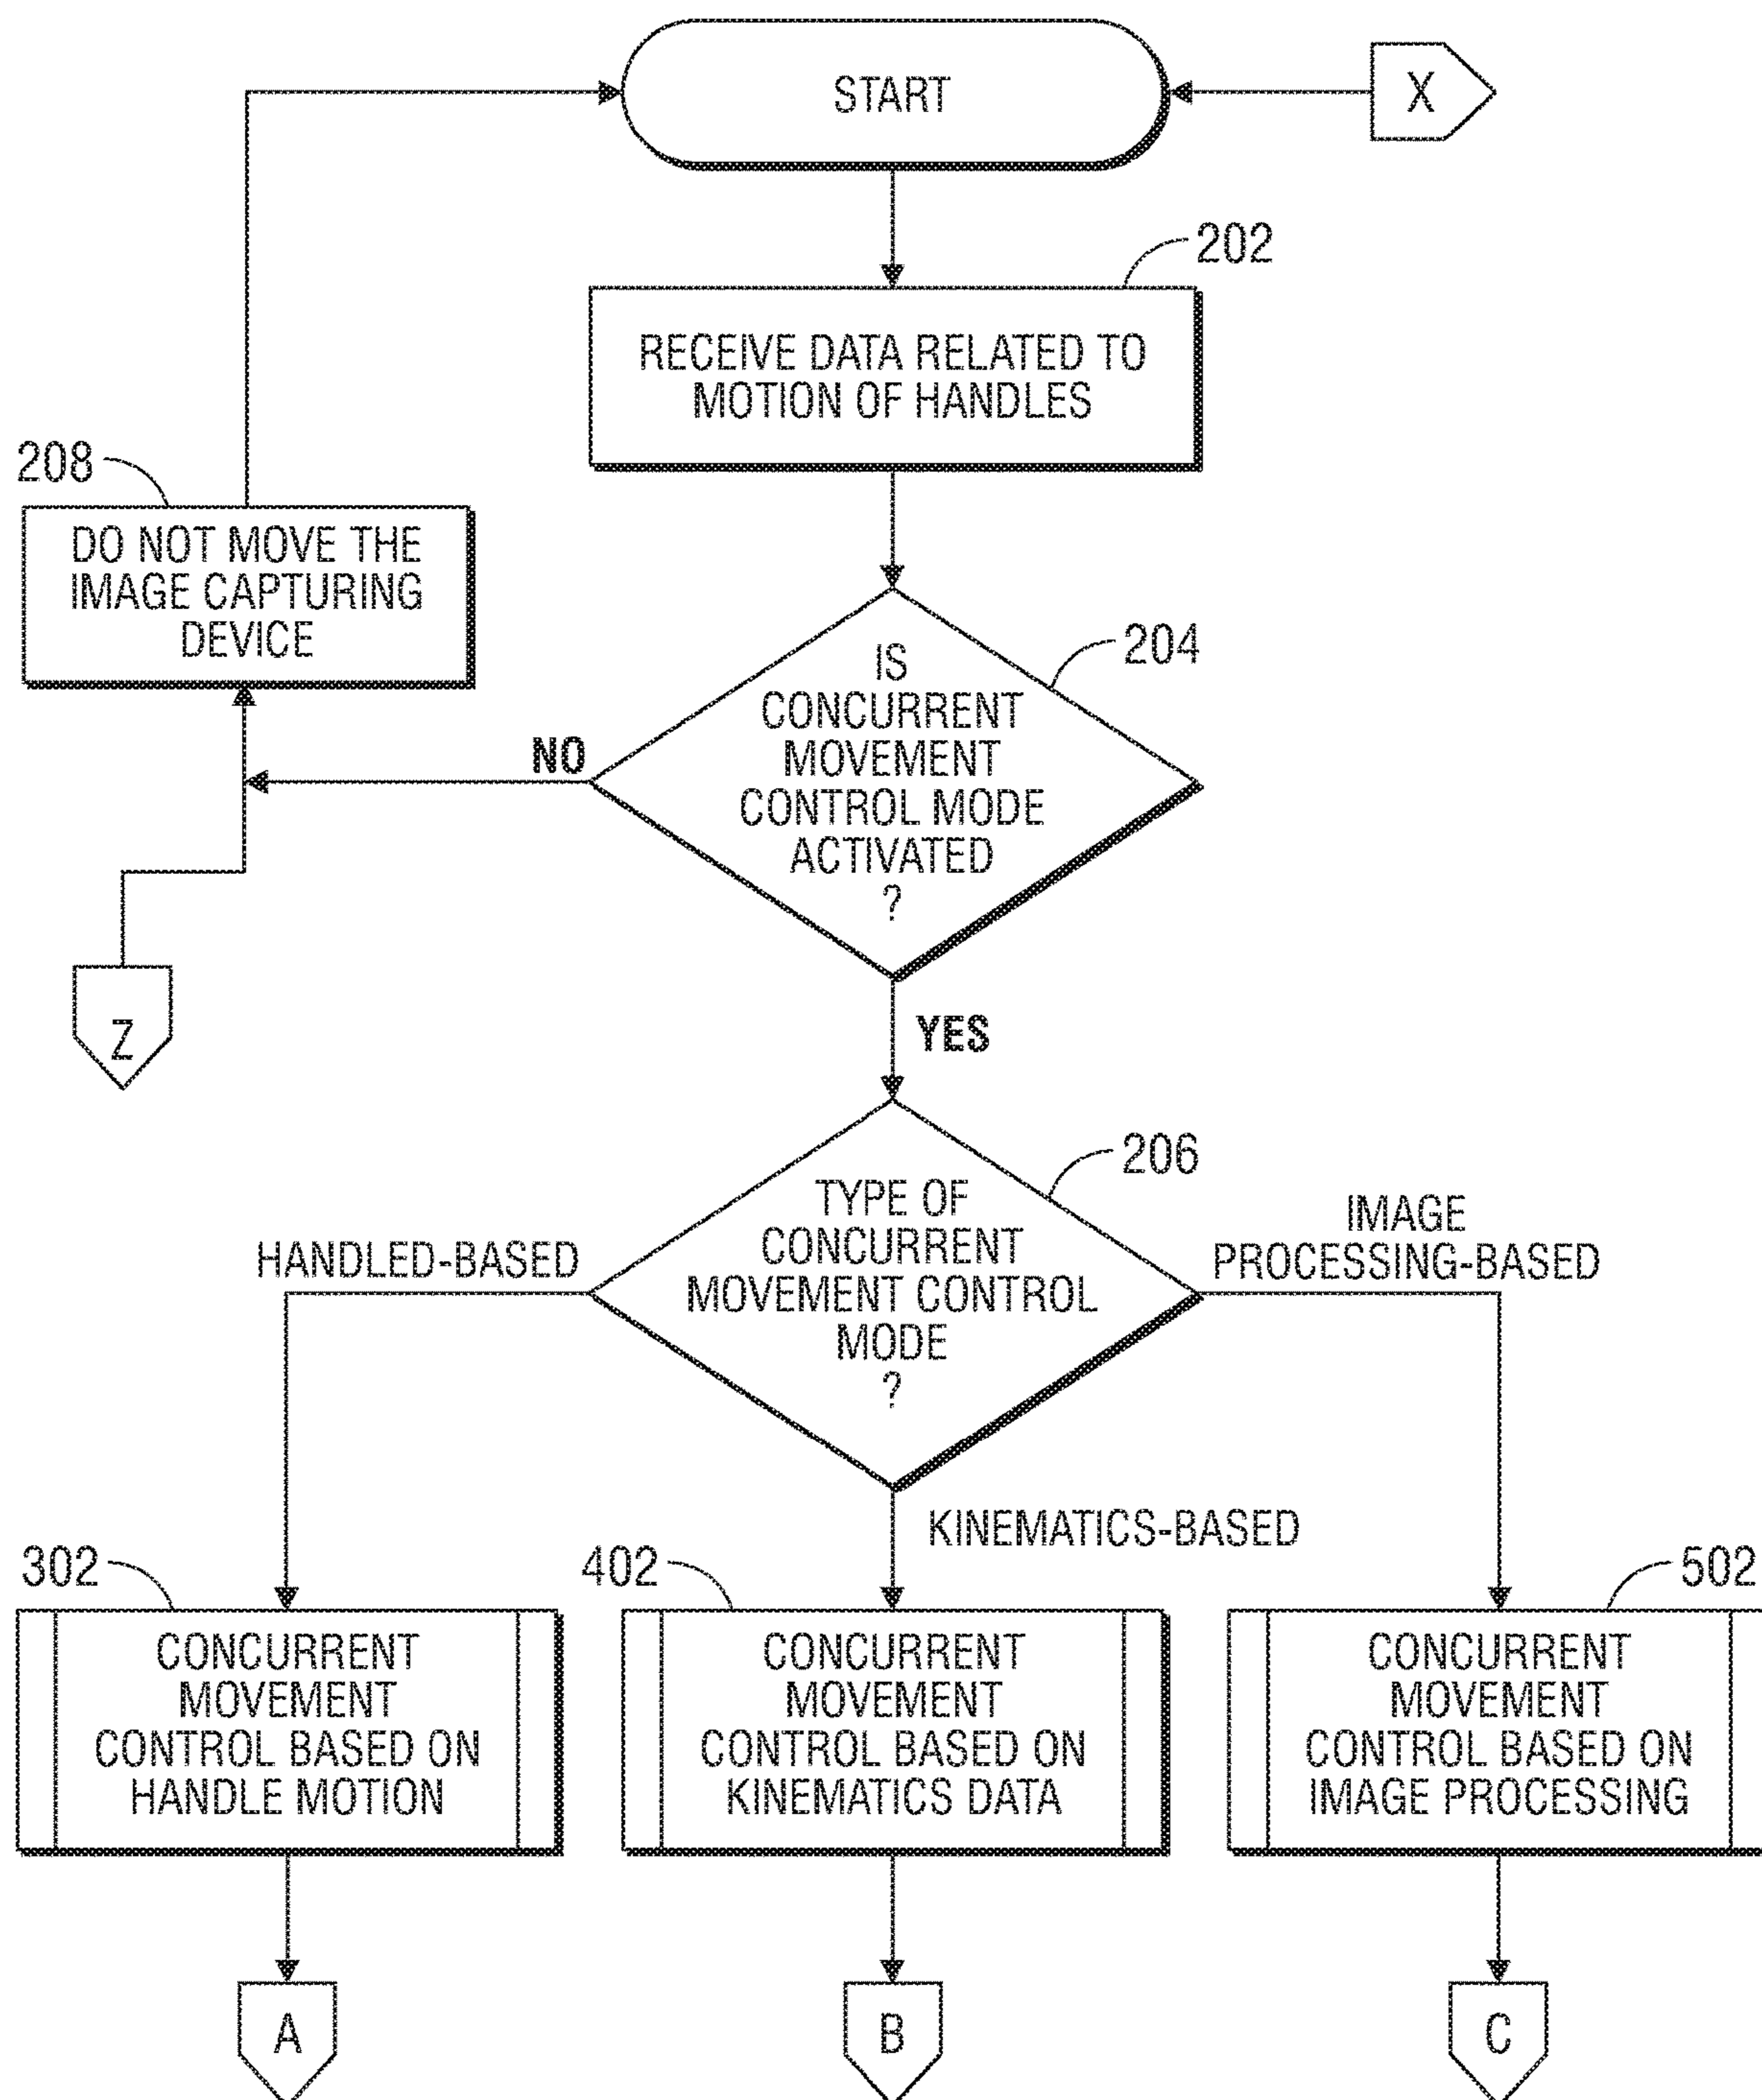 START
X
202
RECEIVE DATA RELATED TO
MOTION OF HANDLES
208
DO NOT MOVE THE
IMAGE CAPTURING
DEVICE
204
IS
CONCURRENT
MOVEMENT
CONTROL MODE
ACTIVATED
?
NO
Z
YES
206
TYPE OF
CONCURRENT
MOVEMENT CONTROL
MODE
?
HANDLED-BASED
IMAGE
PROCESSING-BASED
KINEMATICS-BASED
302
CONCURRENT
MOVEMENT
CONTROL BASED ON
HANDLE MOTION
402
CONCURRENT
MOVEMENT
CONTROL BASED ON
KINEMATICS DATA
502
CONCURRENT
MOVEMENT
CONTROL BASED ON
IMAGE PROCESSING
A
B
C